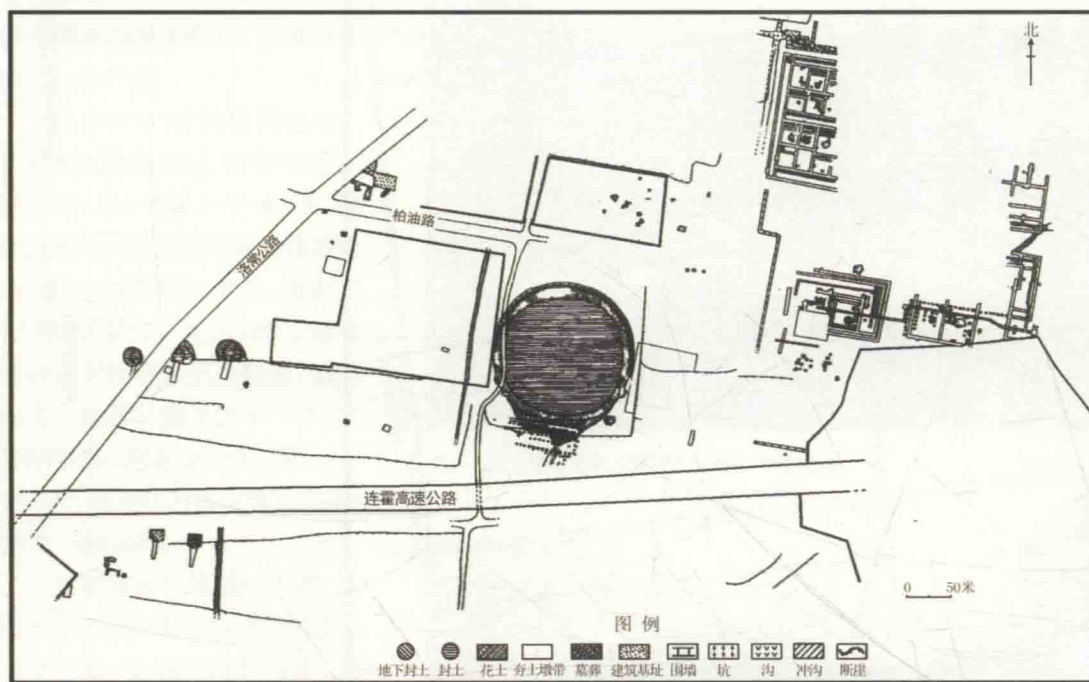 北
柏油路
洛常公路
连霍高速公路
0 50米
图例
地下封土 封土 花土 夯土墩带 墓葬 建筑基址 围墙 坑 沟 冲沟 断崖